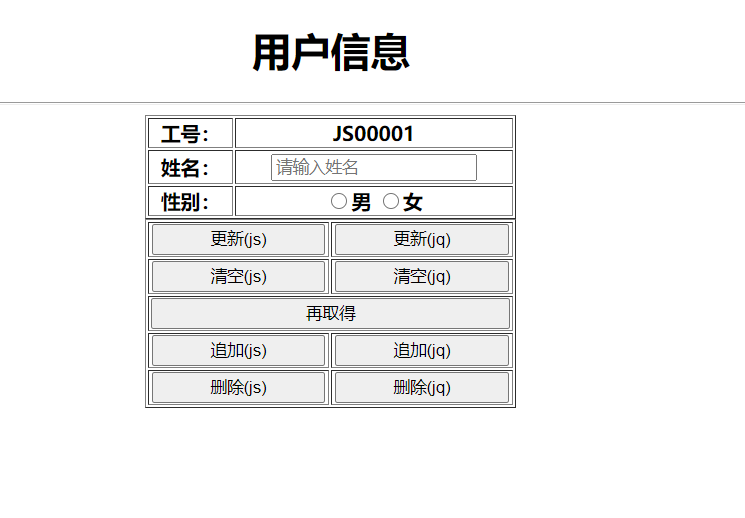 用户信息
工号： JS00001
姓名： 请输入姓名
性别： 男 女
更新(js) 更新(jq)
清空(js) 清空(jq)
再取得
追加(js) 追加(jq)
删除(js) 删除(jq)